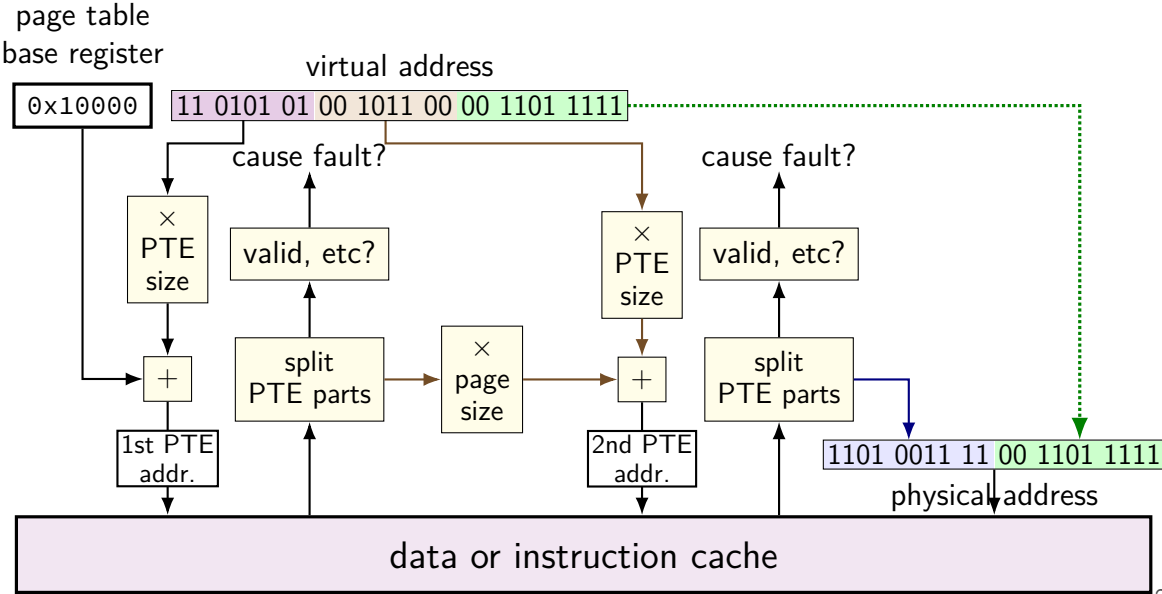 page table
base register
0x10000
virtual address
11 0101 01 00 1011 00 00 1101 1111
cause fault?
cause fault?
×
PTE
size
valid, etc?
×
PTE
size
valid, etc?
+
split
PTE parts
×
page
size
+
split
PTE parts
1st PTE
addr.
2nd PTE
addr.
1101 0011 11 00 1101 1111
physical address
data or instruction cache